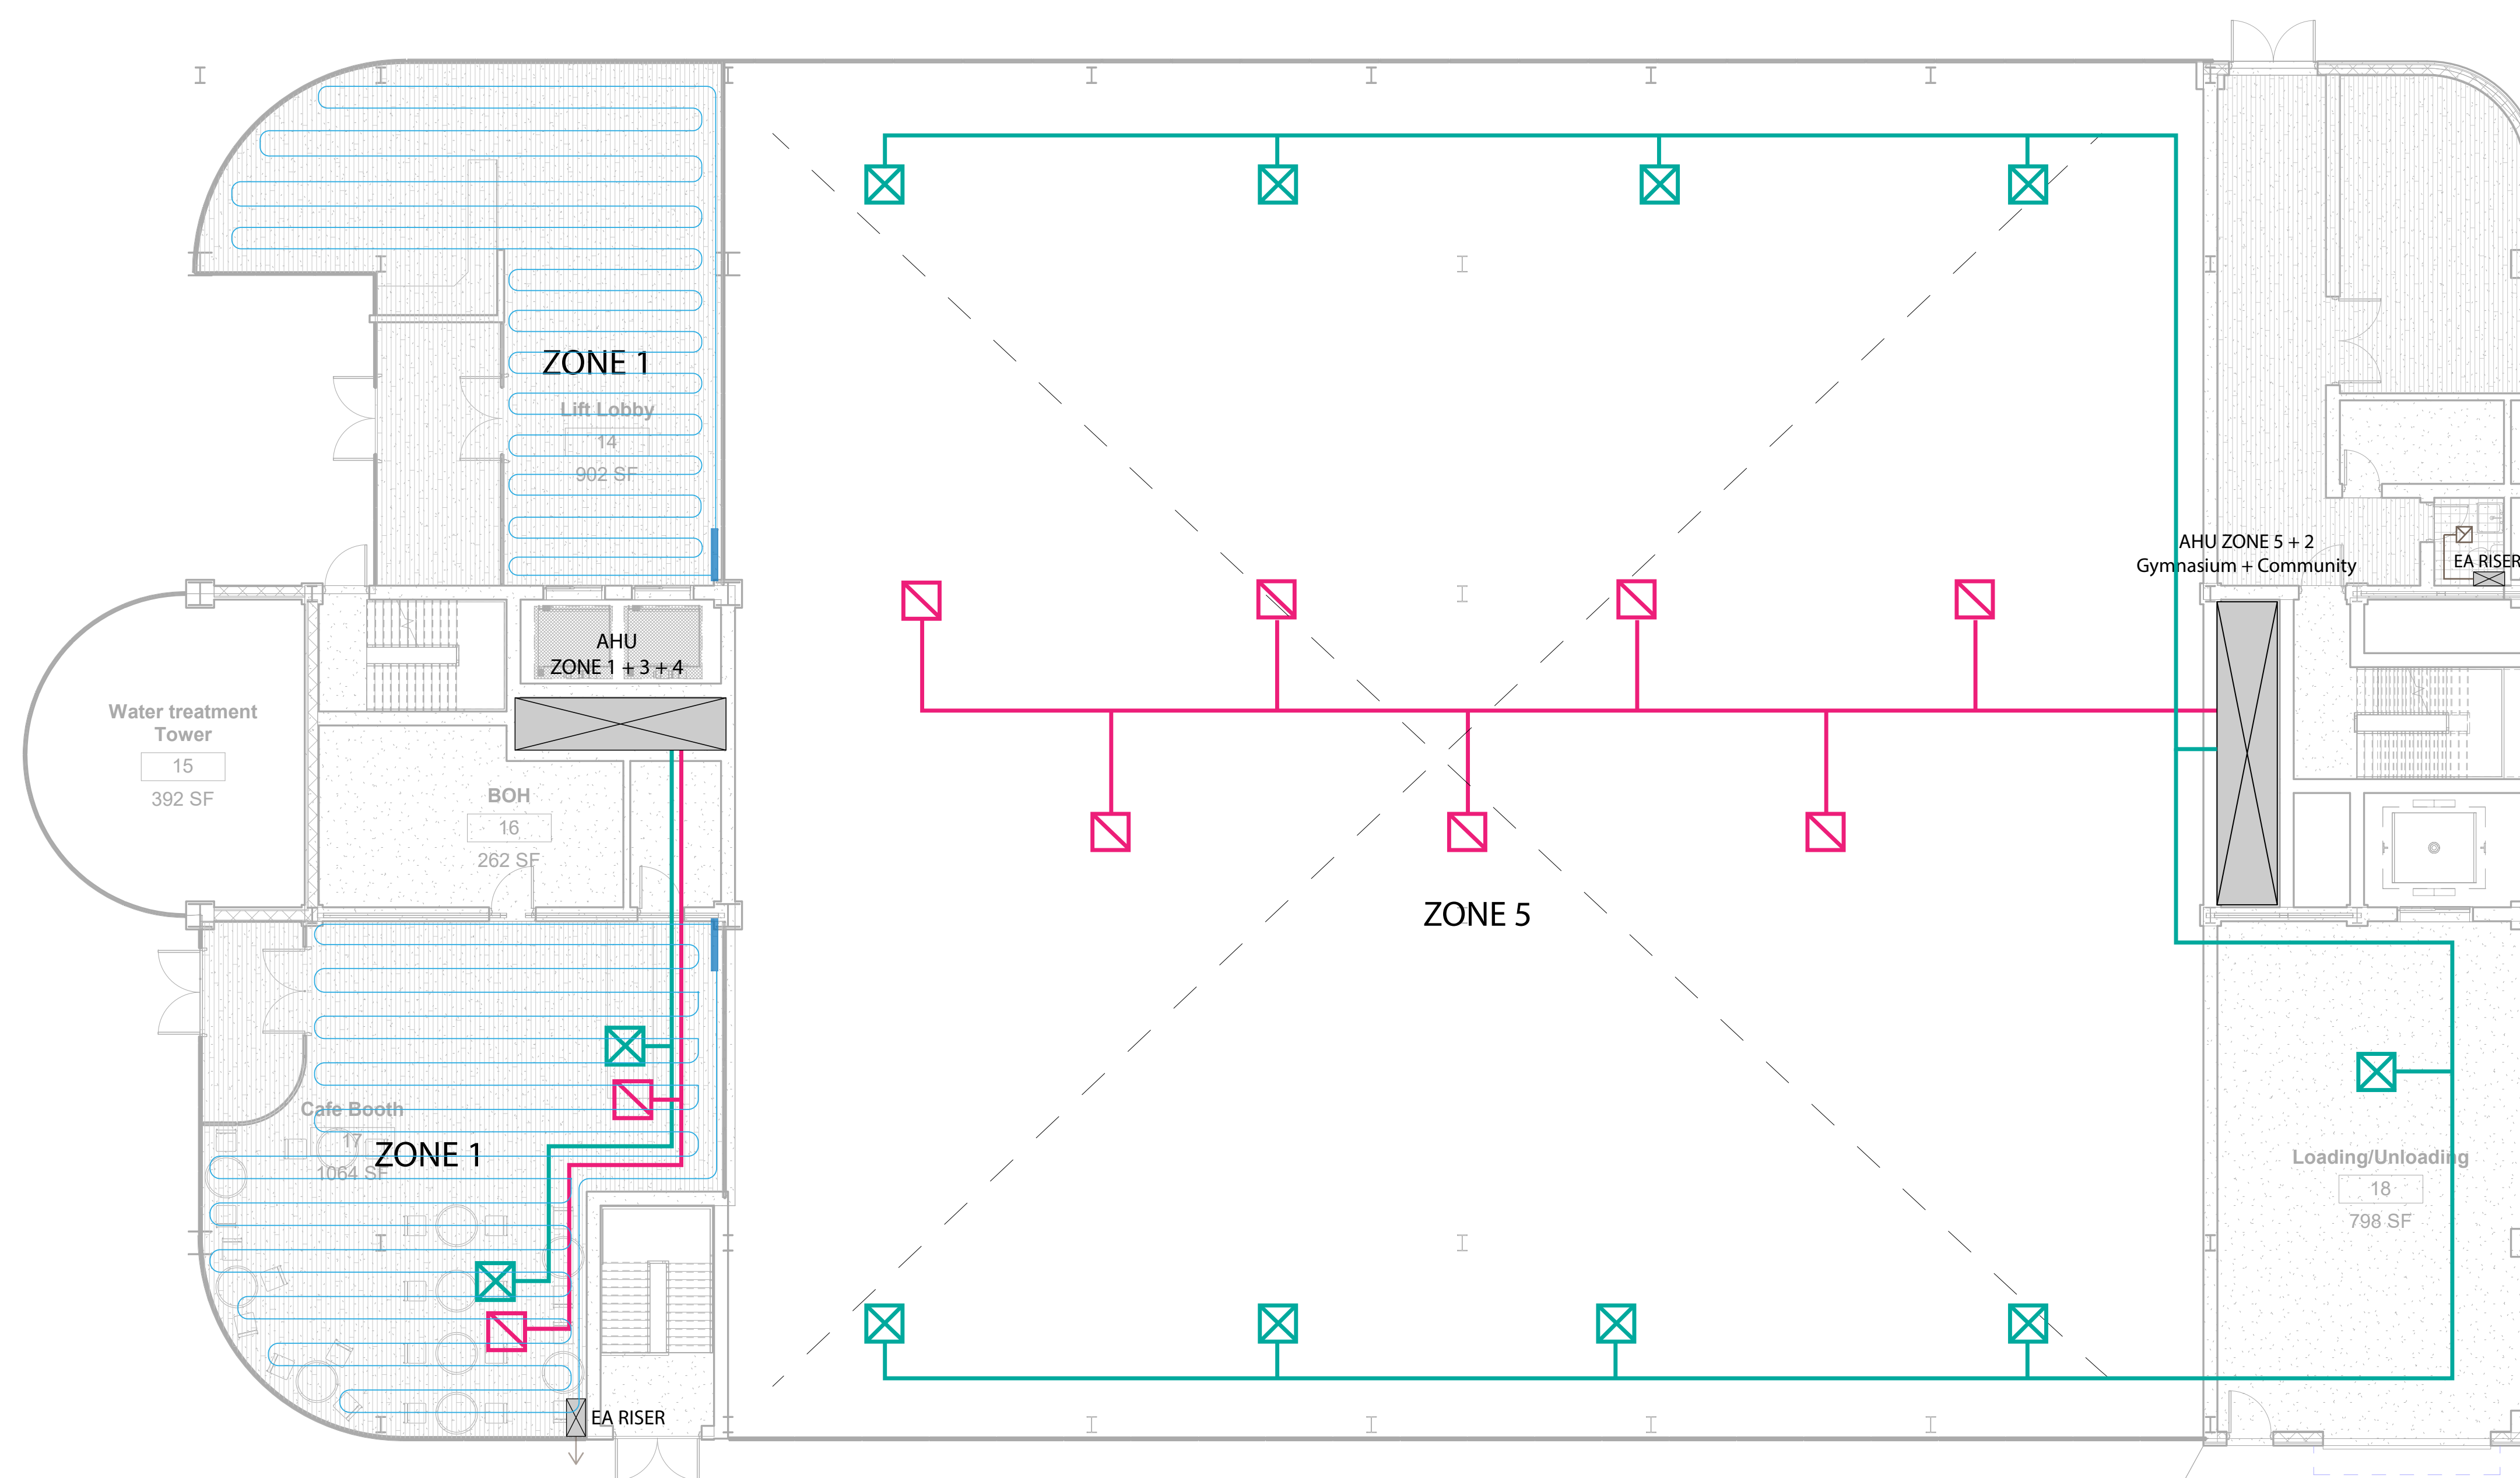 ZONE 1
Lift Lobby
14
902 SF
AHU ZONE 5 + 2
Gymnasium + Community
EA RISER
AHU
ZONE 1 + 3 + 4
Water treatment
Tower
15
392 SF
BOH
16
262 SF
ZONE 5
Cafe Booth
17
ZONE 1
1064 SF
Loading/Unloading
18
798 SF
EA RISER